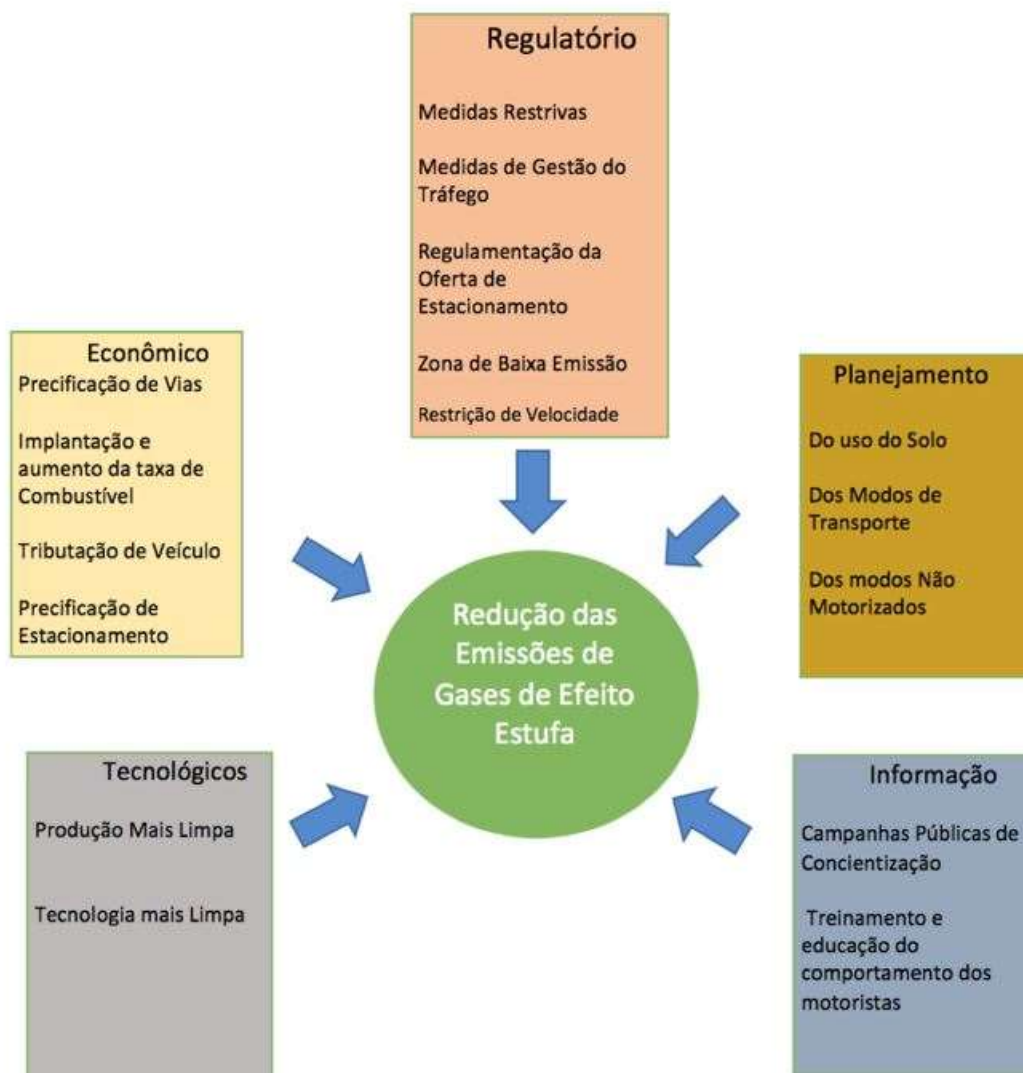 Regulatório
Medidas Restrivas
Medidas de Gestão do
Tráfego
Regulamentação da
Oferta de
Estacionamento
Zona de Baixa Emissão
Restrição de Velocidade
Econômico
Precificação de Vias
Implantação e
aumento da taxa de
Combustível
Tributação de Veículo
Precificação de
Estacionamento
Planejamento
Do uso do Solo
Dos Modos de
Transporte
Dos modos Não
Motorizados
Redução das
Emissões de
Gases de Efeito
Estufa
Tecnológicos
Produção Mais Limpa
Tecnologia mais Limpa
Informação
Campanhas Públicas de
Concientização
Treinamento e
educação do
comportamento dos
motoristas